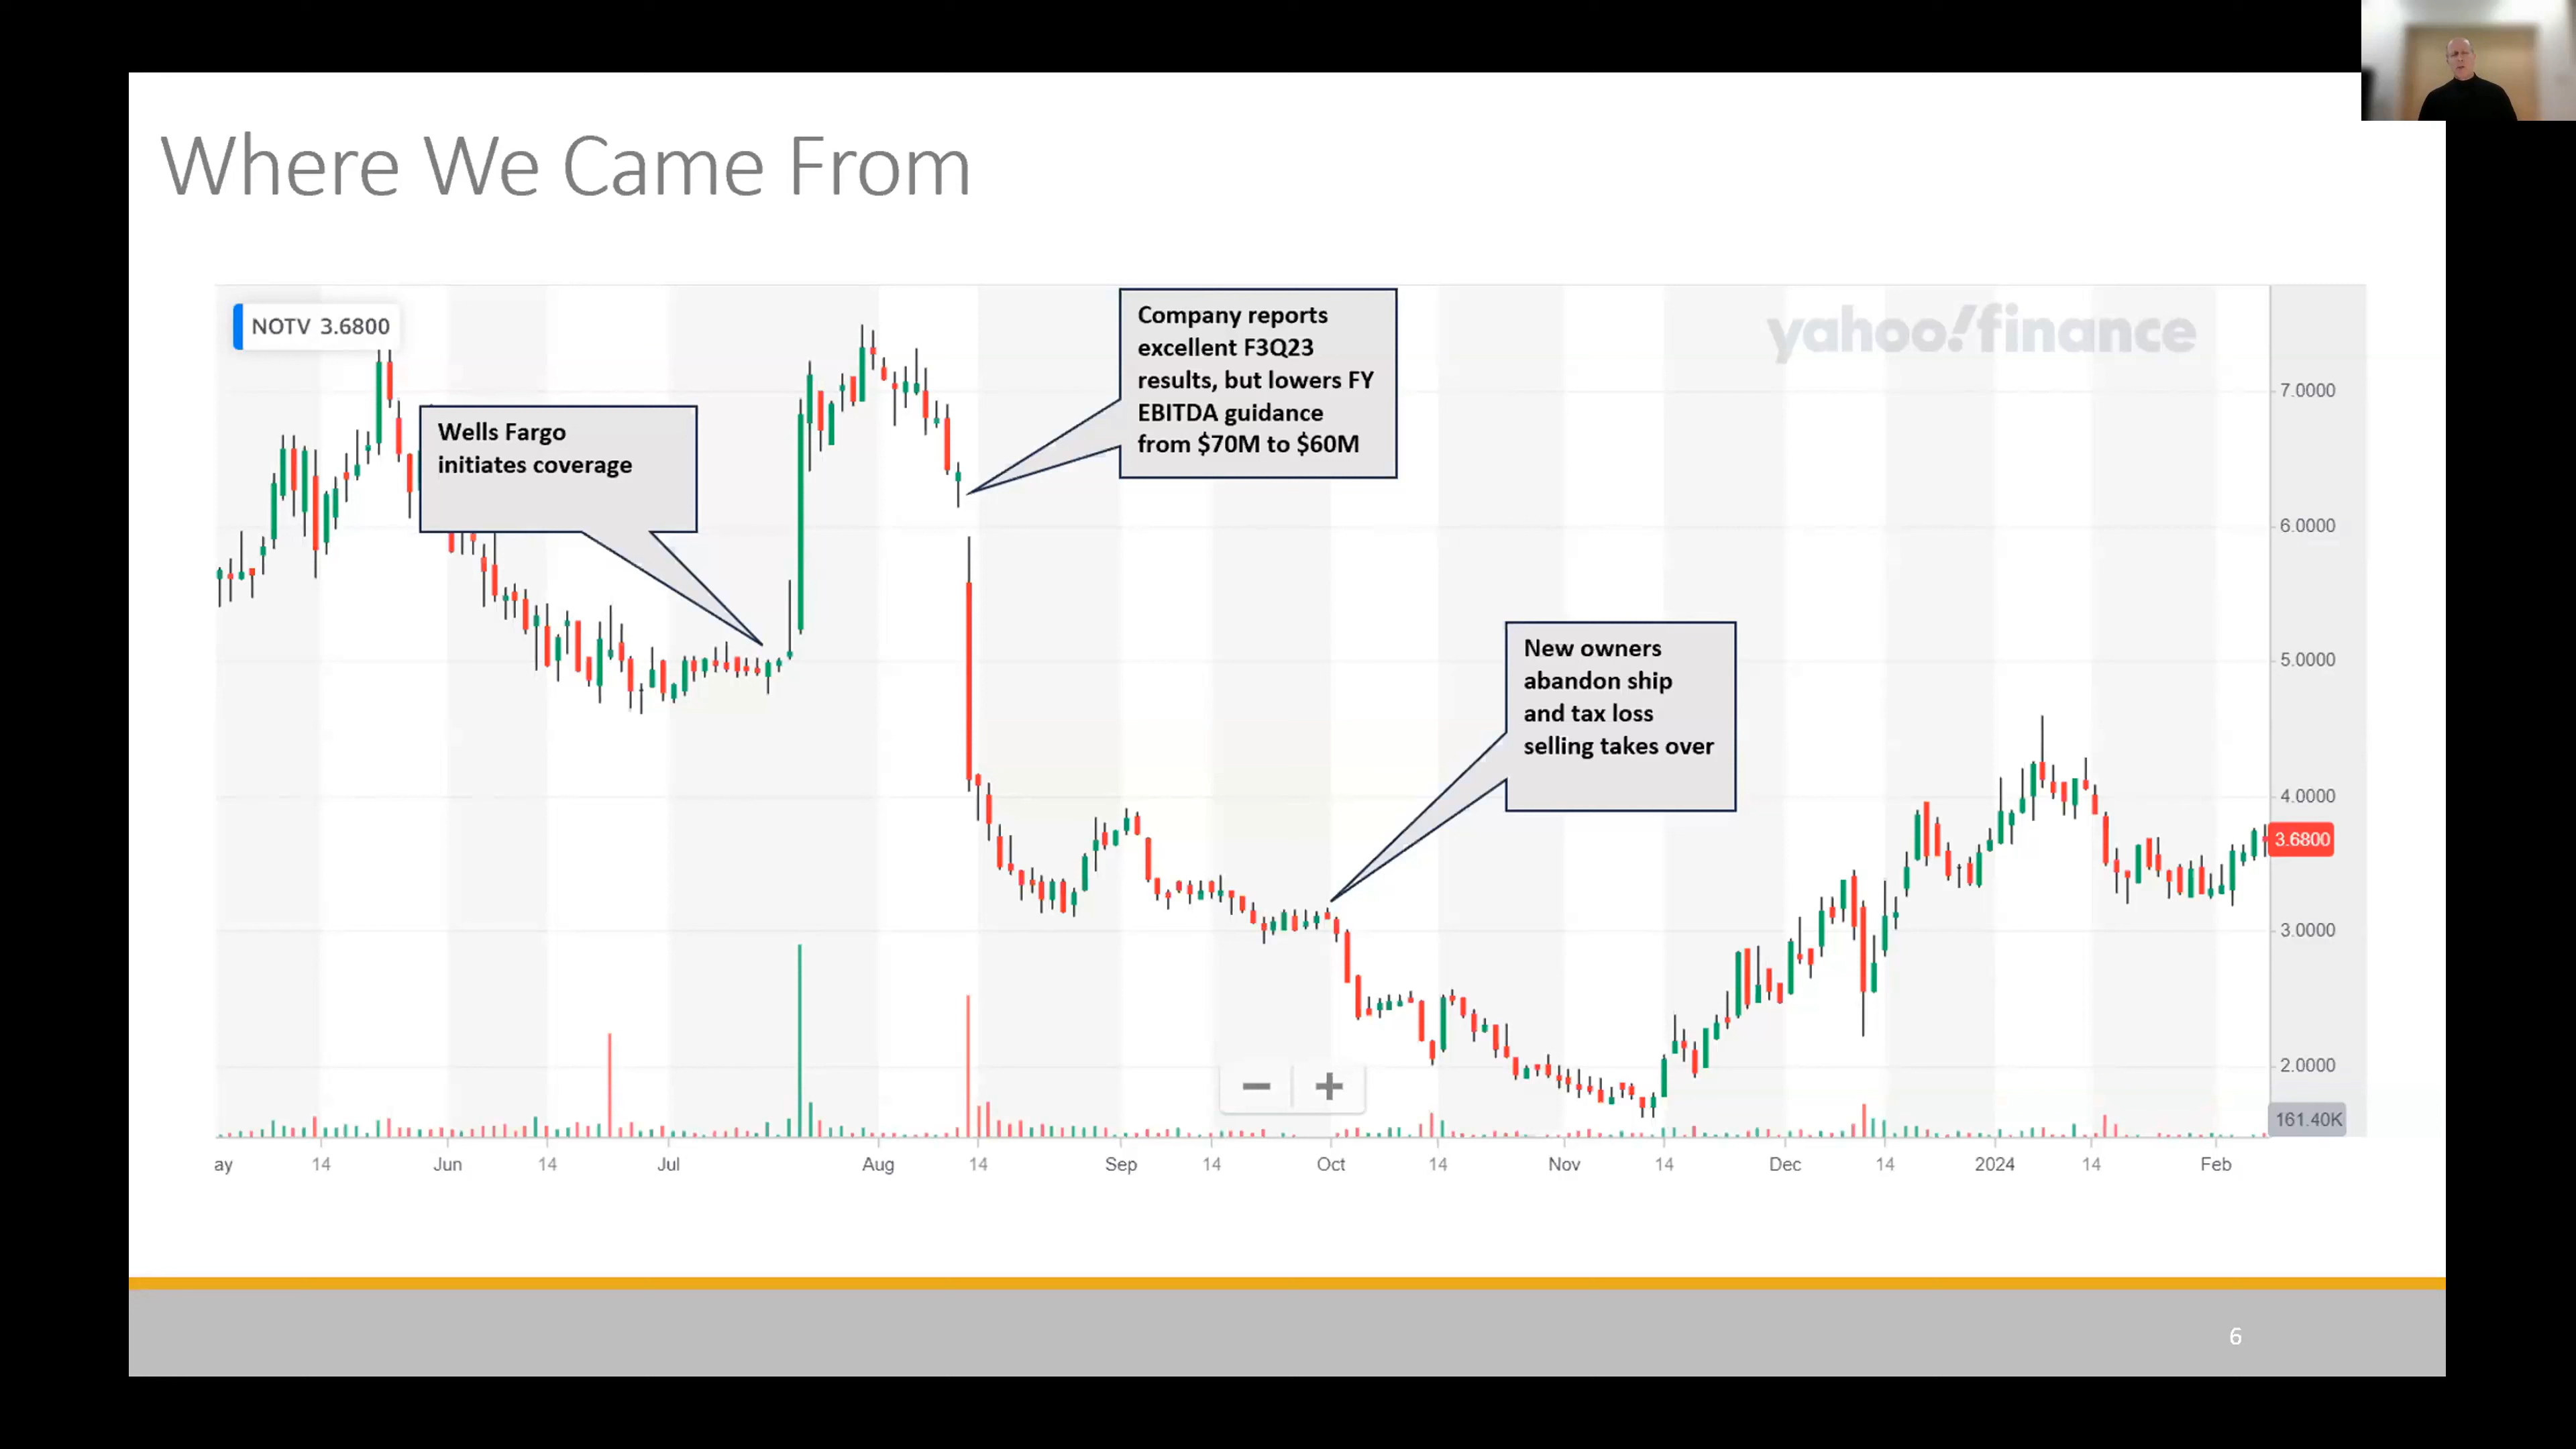 Where We Came From
NOTV 3.6800
yahoo!finance
Company reports
excellent F3Q23
results, but lowers FY
EBITDA guidance
from $70M to $60M
Wells Fargo
initiates coverage
New owners
abandon ship
and tax loss
selling takes over
7.0000
6.0000
5.0000
4.0000
3.6800
3.0000
2.0000
161.40K
ay 14 Jun 14 Jul Aug 14 Sep 14 Oct 14 Nov 14 Dec 14 2024 14 Feb
6